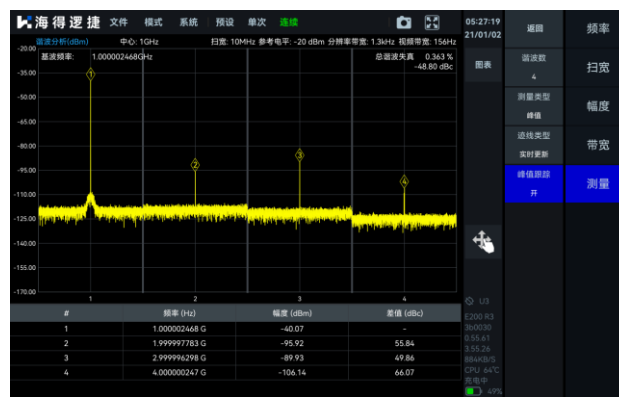 海得逻捷 文件 模式 系统 预设 单次 连续
05:27:19
21/01/02
谐波分析(dBm) 中心: 1GHz 扫宽: 10MHz 参考电平: -20 dBm 分辨率带宽: 1.3kHz 视频带宽: 156Hz
-20.00
基波频率: 1.000002468GHz
总谐波失真 0.363 %
-48.80 dBc
-35.00
-50.00
-65.00
-80.00
-95.00
-110.00
-125.00
-140.00
-155.00
-170.00
1
2
3
4
1 2 3 4
# 频率 (Hz) 幅度 (dBm) 差值 (dBc)
1 1.000002468 G -40.07 -
2 1.999997783 G -95.92 55.84
3 2.999996298 G -89.93 49.86
4 4.000000247 G -106.14 66.07
图表
U3
E200 R3
3b0030
0.55.61
3.55.26
884KB/S
CPU 64℃
充电中
49%
返回
谐波数
4
测量类型
峰值
迹线类型
实时更新
峰值跟踪
开
频率
扫宽
幅度
带宽
测量